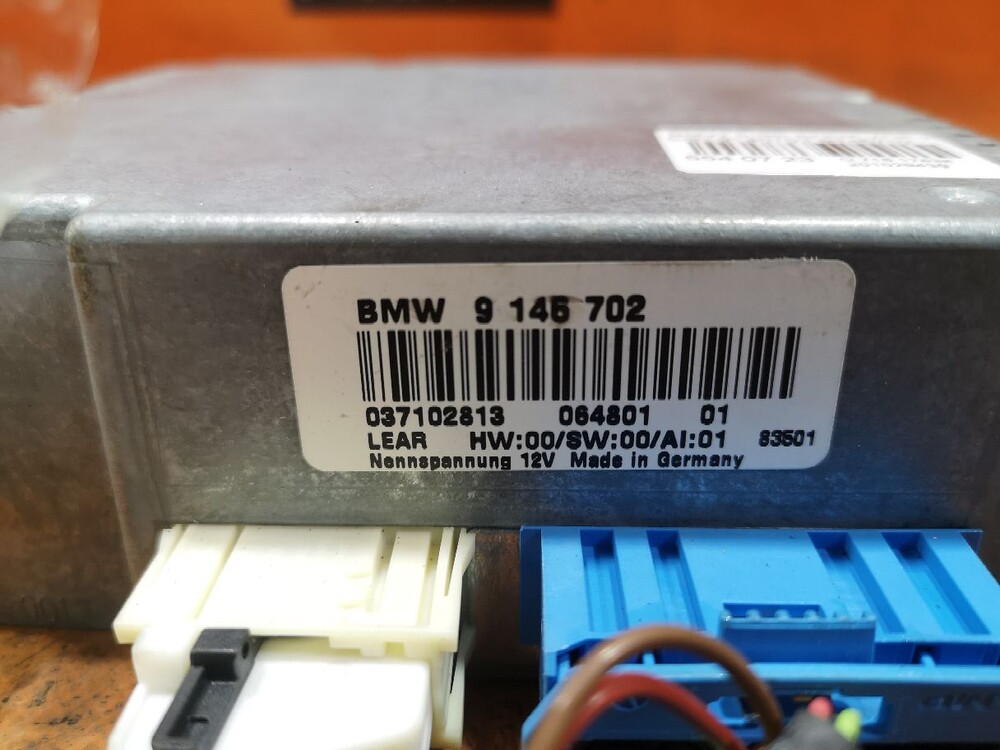 BMW 9 145 702
037102813 064801 01
LEAR HW:00/SW:00/AI:01 83501
Nennspannung 12V Made in Germany